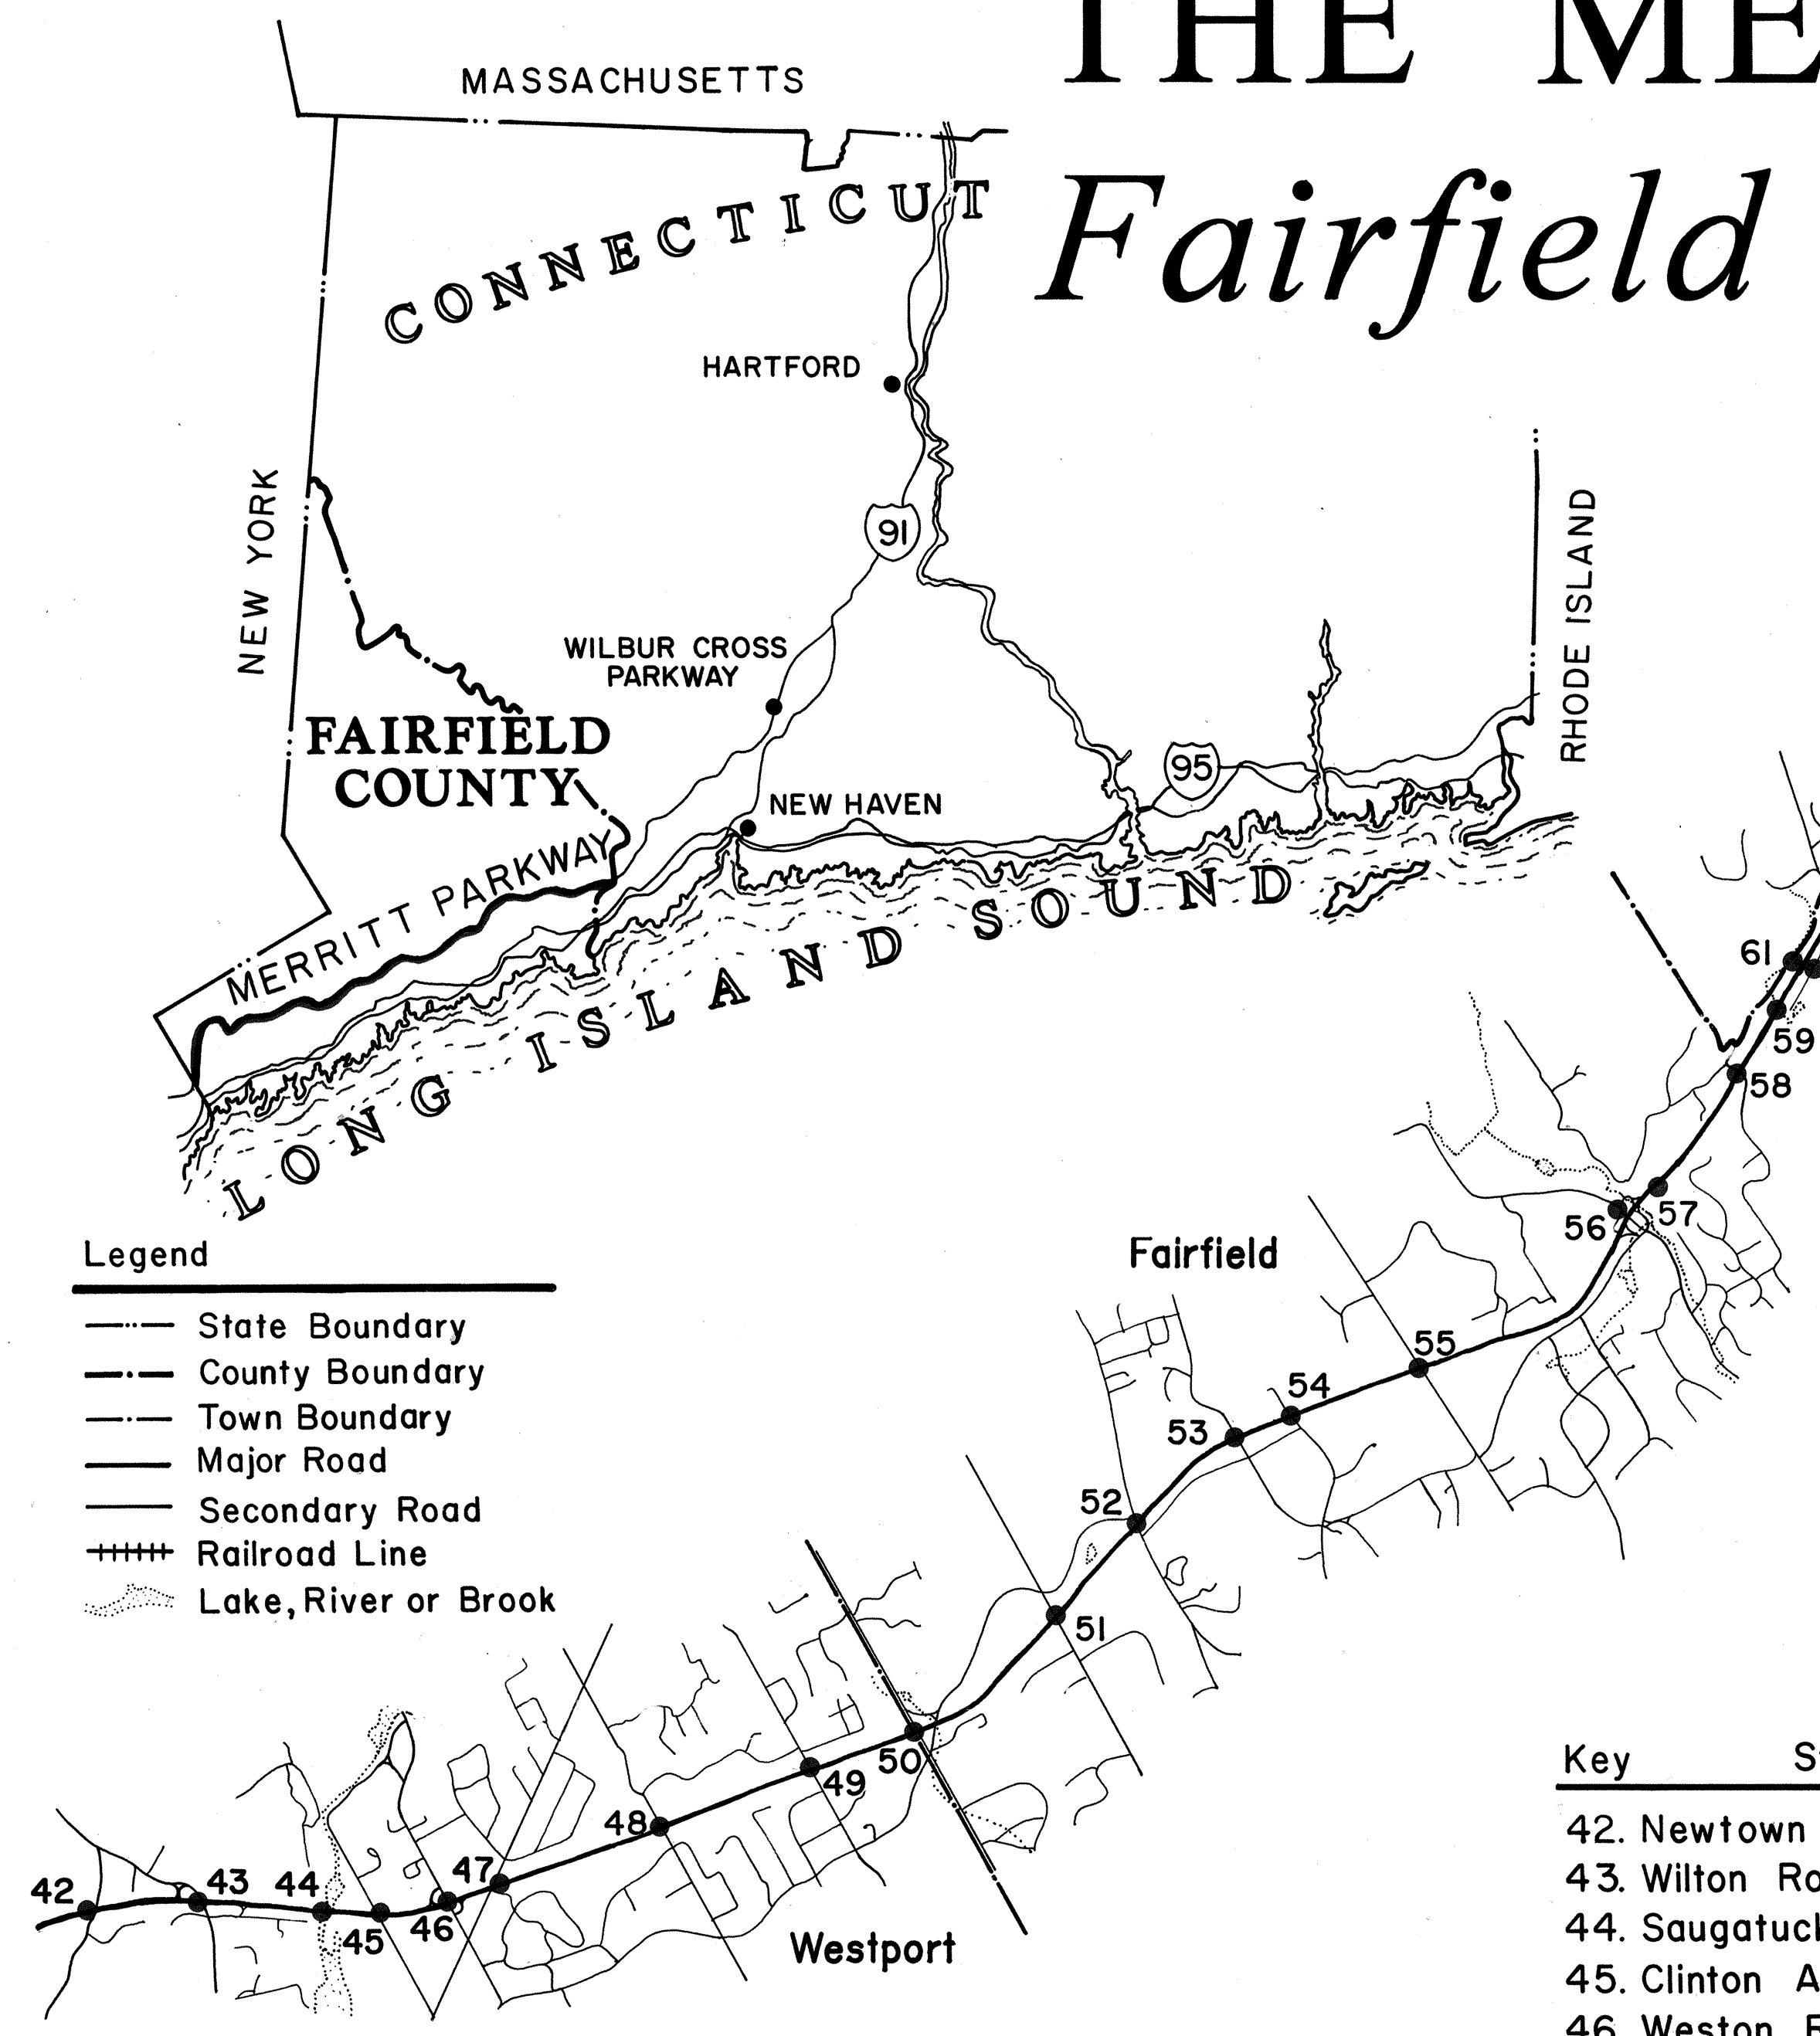 THE ME
Fairfield
MASSACHUSETTS
CONNECTICUT
HARTFORD
91
NEW YORK
RHODE ISLAND
WILBUR CROSS
PARKWAY
FAIRFIELD
COUNTY
95
NEW HAVEN
MERRITT PARKWAY
LONG ISLAND SOUND
Legend
State Boundary
County Boundary
Town Boundary
Major Road
Secondary Road
Railroad Line
Lake, River or Brook
61
59
58
57
56
Fairfield
55
54
53
52
51
50
49
48
47
46
45
44
43
42
Westport
Key S
42. Newtown
43. Wilton Ro
44. Saugatuck
45. Clinton A
46. Weston